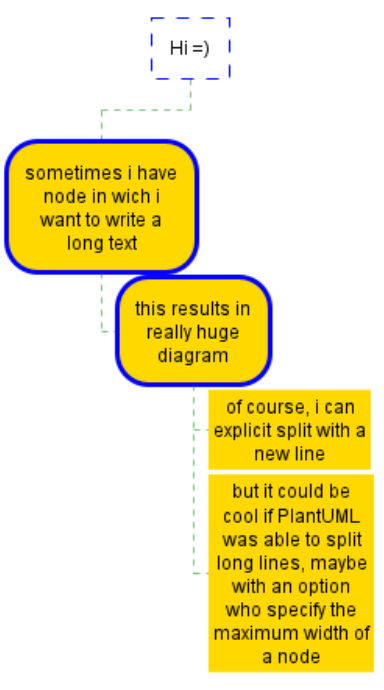 Hi =)
sometimes i have
node in wich i
want to write a
long text
this results in
really huge
diagram
of course, i can
explicit split with a
new line
but it could be
cool if PlantUML
was able to split
long lines, maybe
with an option
who specify the
maximum width of
a node